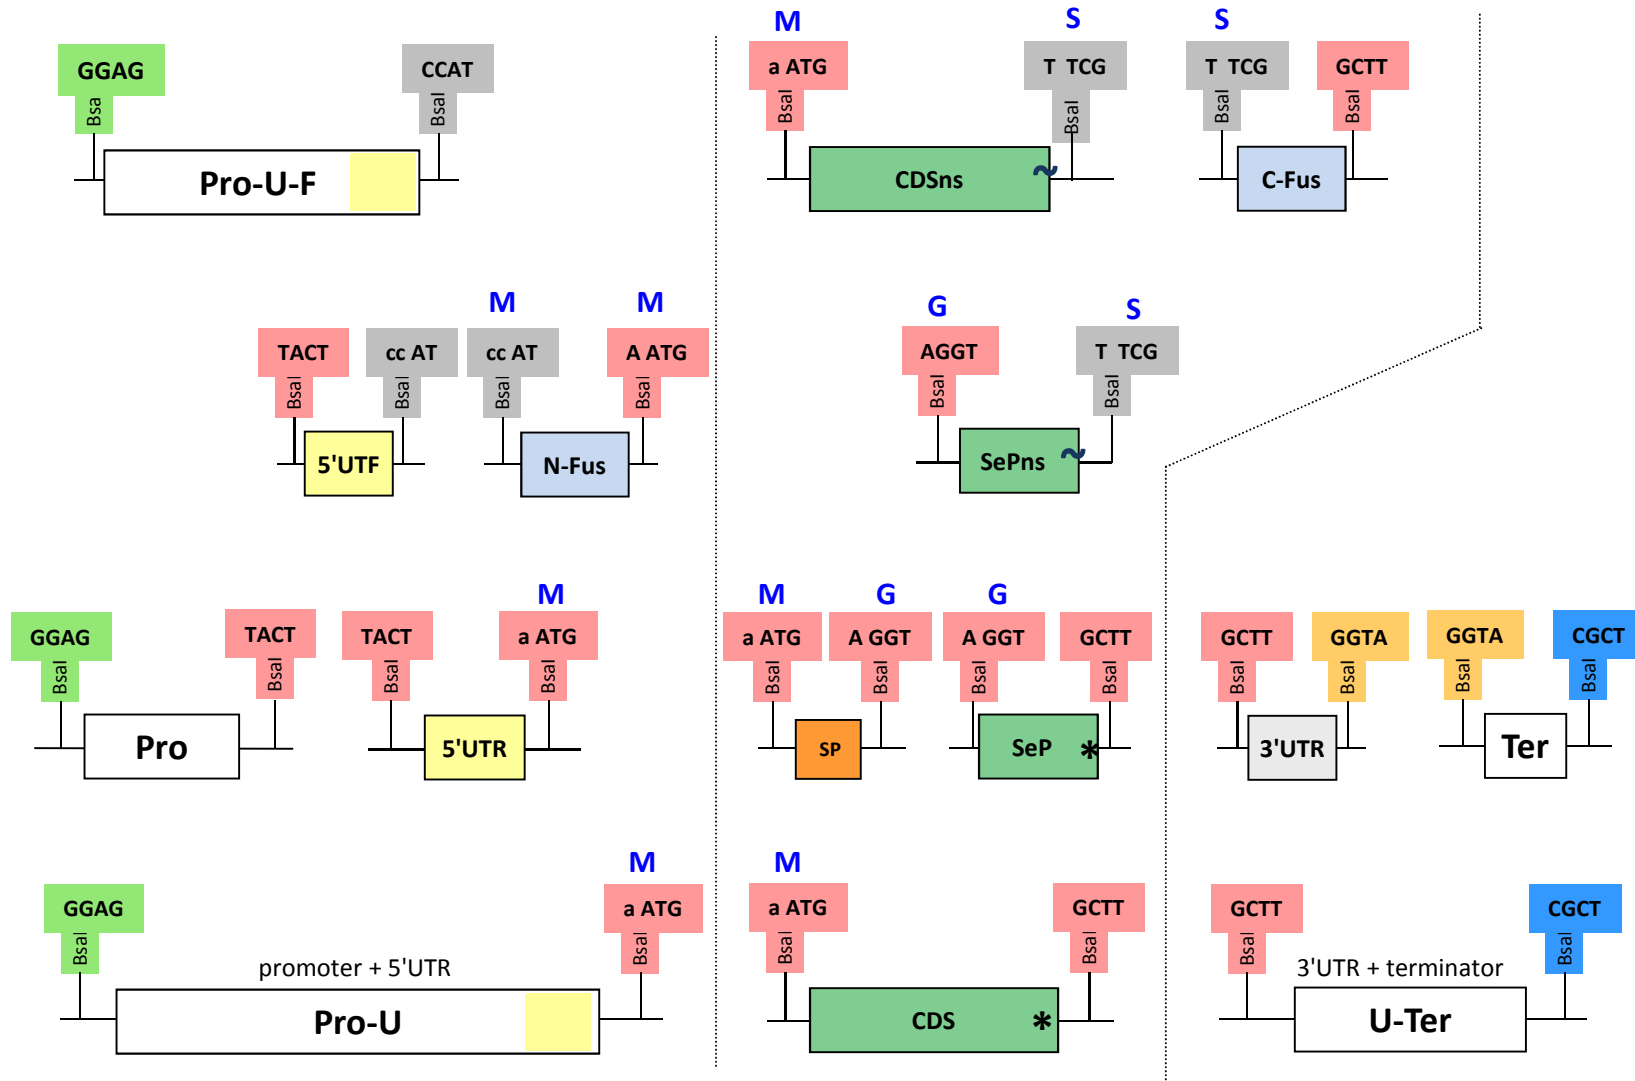 M S S
GGAG CCAT a ATG T TCG T TCG GCTT
Bsa BsaI BsaI BsaI BsaI BsaI
Pro-U-F CDSns ~ C-Fus
M M G S
TACT cc AT cc AT A ATG AGGT T TCG
BsaI BsaI BsaI BsaI BsaI BsaI
5'UTF N-Fus SePns ~
M M G G
GGAG TACT TACT a ATG a ATG A GGT A GGT GCTT GCTT GGTA GGTA CGCT
BsaI BsaI BsaI BsaI BsaI BsaI BsaI BsaI BsaI BsaI BsaI BsaI
Pro 5'UTR SP SeP * 3'UTR Ter
M M
GGAG a ATG a ATG GCTT GCTT CGCT
BsaI BsaI BsaI BsaI BsaI BsaI
promoter + 5'UTR 3'UTR + terminator
Pro-U CDS * U-Ter